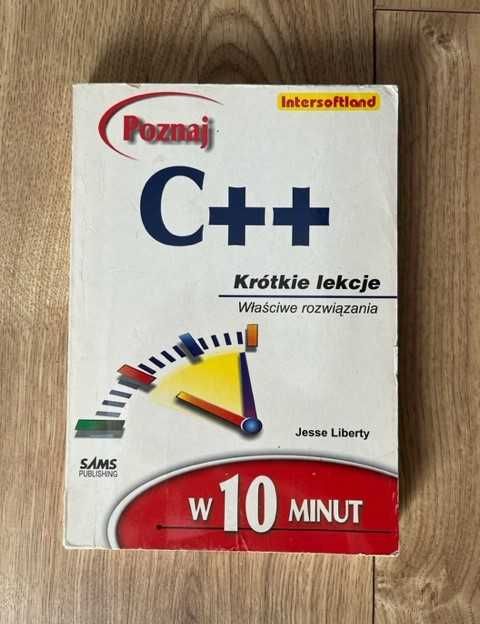 Intersoftland
Poznaj
C++
Krótkie lekcje
Właściwe rozwiązania
Jesse Liberty
SAMS
PUBLISHING
W 10 MINUT